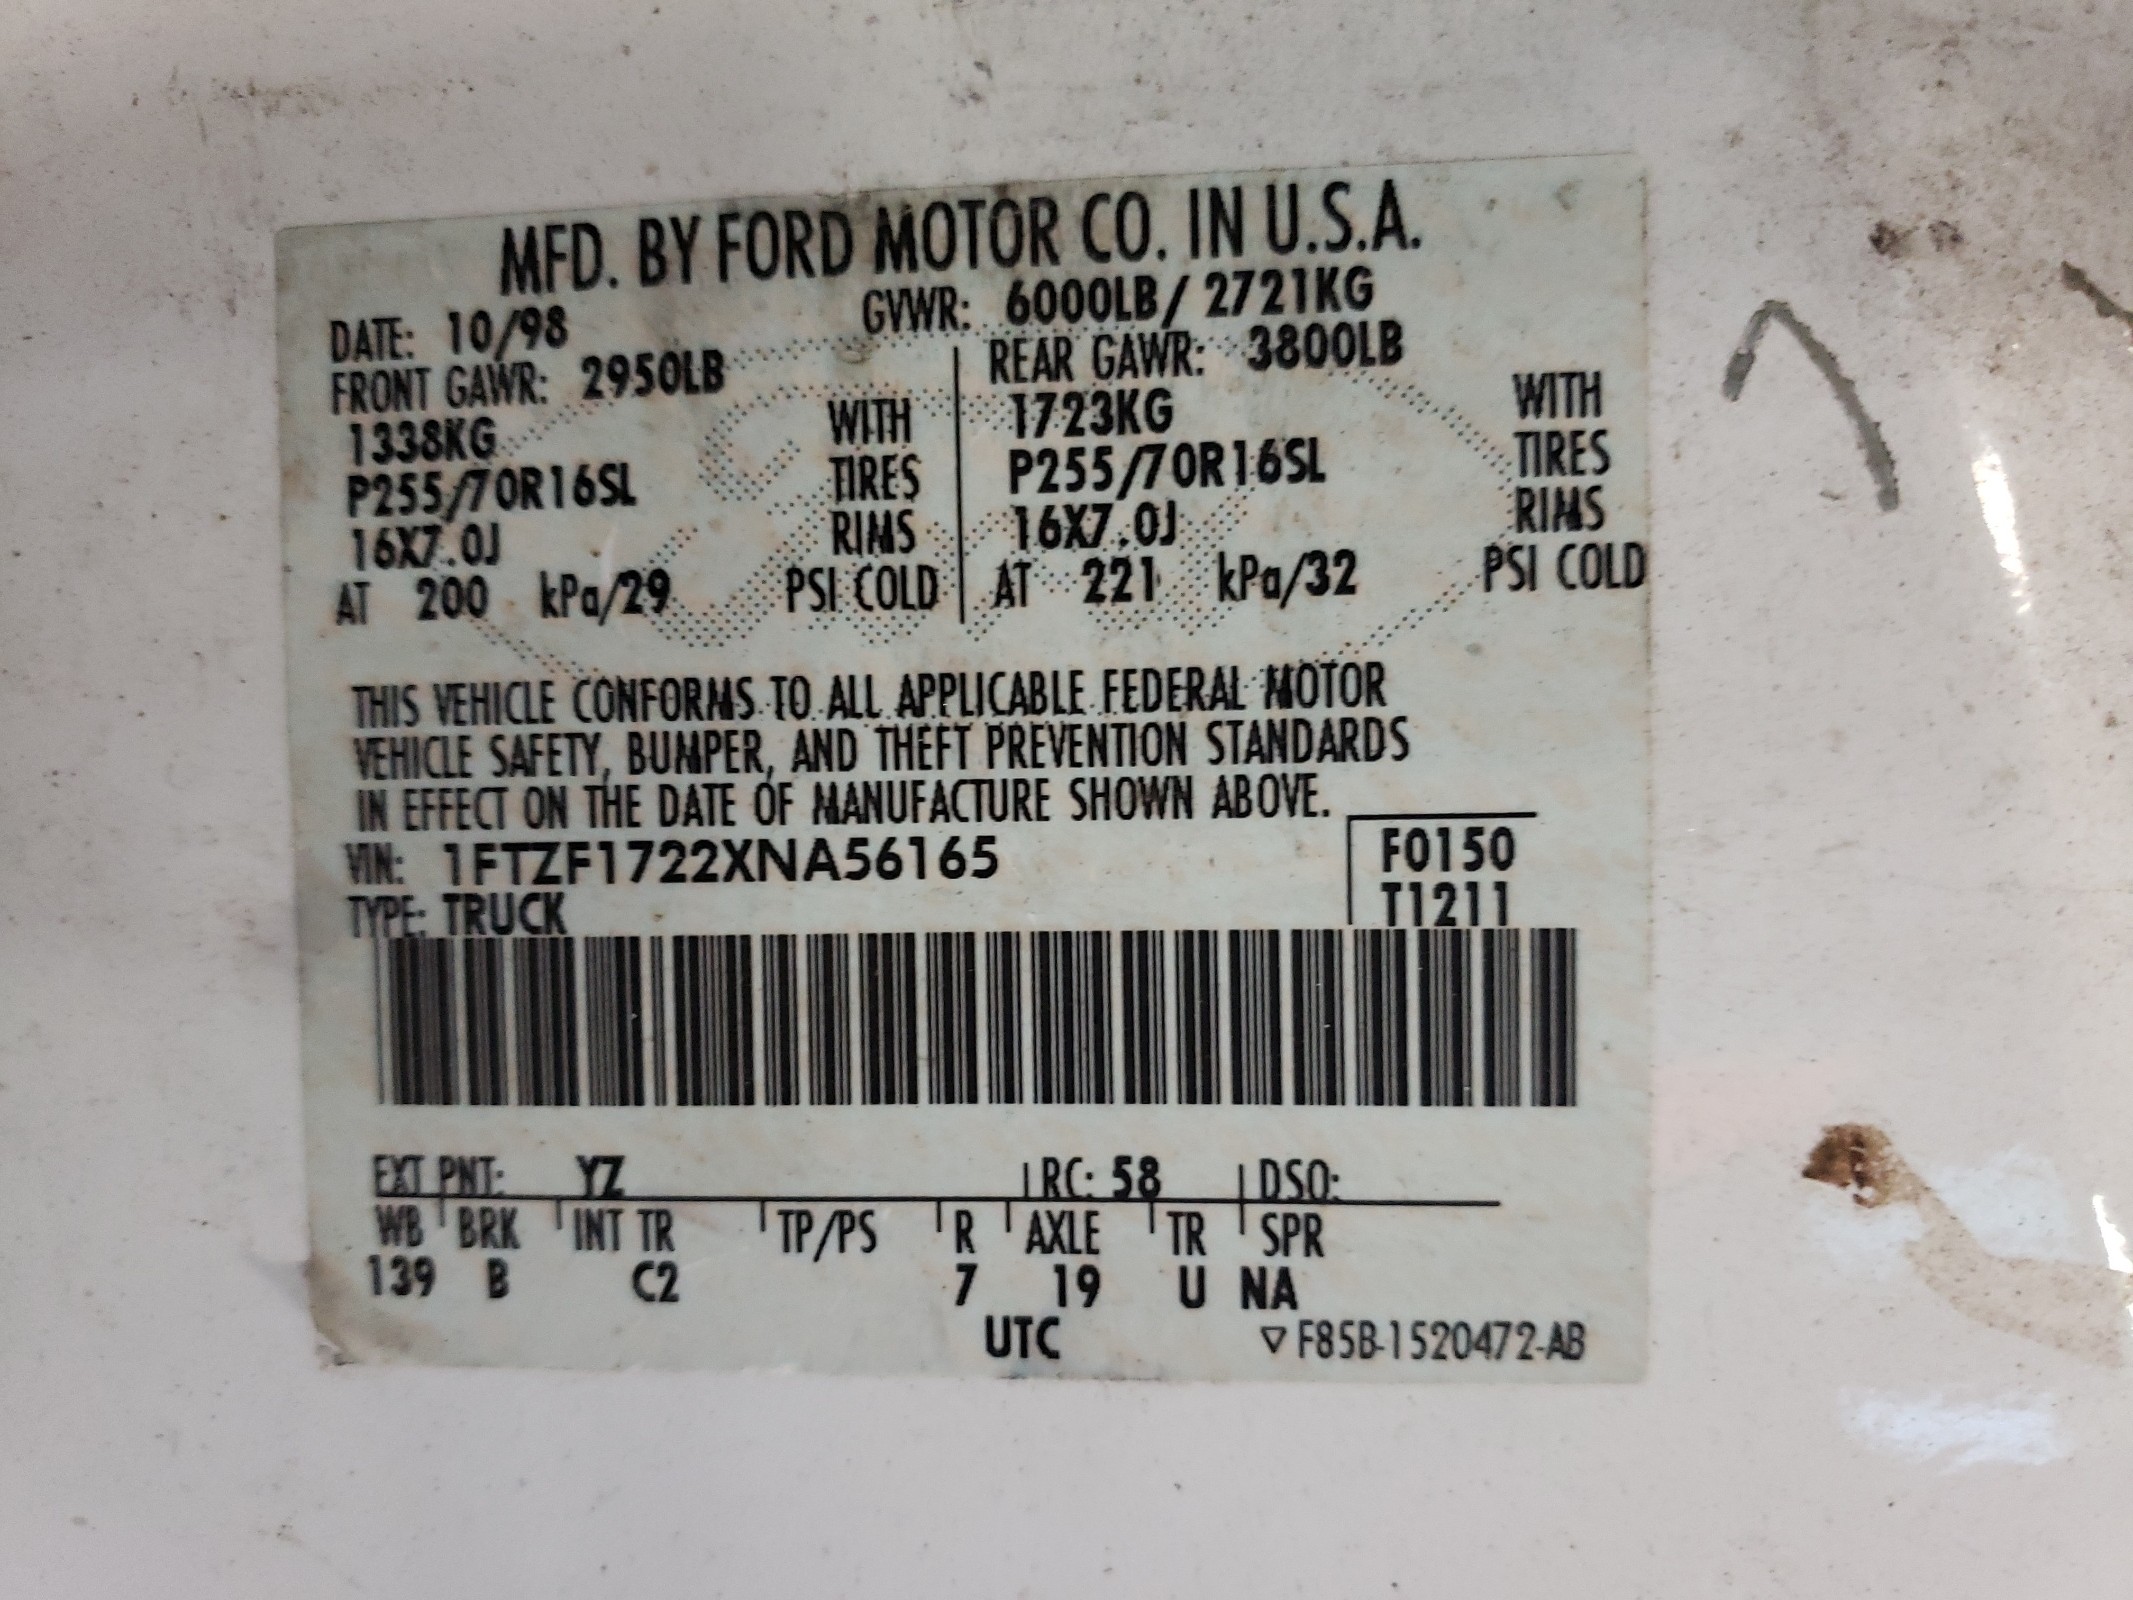 MFD. BY FORD MOTOR CO. IN U.S.A.
DATE: 10/98 GVWR: 6000LB/ 2721KG
FRONT GAWR: 2950LB REAR GAWR: 3800LB
1338KG WITH 1723KG WITH
P255/70R16SL TIRES P255/70R16SL TIRES
16X7.0J RIMS 16X7.0J RIMS
AT 200 kPa/29 PSI COLD AT 221 kPa/32 PSI COLD
THIS VEHICLE CONFORMS TO ALL APPLICABLE FEDERAL MOTOR
VEHICLE SAFETY, BUMPER, AND THEFT PREVENTION STANDARDS
IN EFFECT ON THE DATE OF MANUFACTURE SHOWN ABOVE.
VIN: 1FTZF1722XNA56165 F0150
TYPE: TRUCK T1211
EXT PNT: YZ RC: 58 DSO:
WB BRK INT TR TP/PS R AXLE TR SPR
139 B C2 7 19 U NA
UTC ▽ F85B-1520472-AB